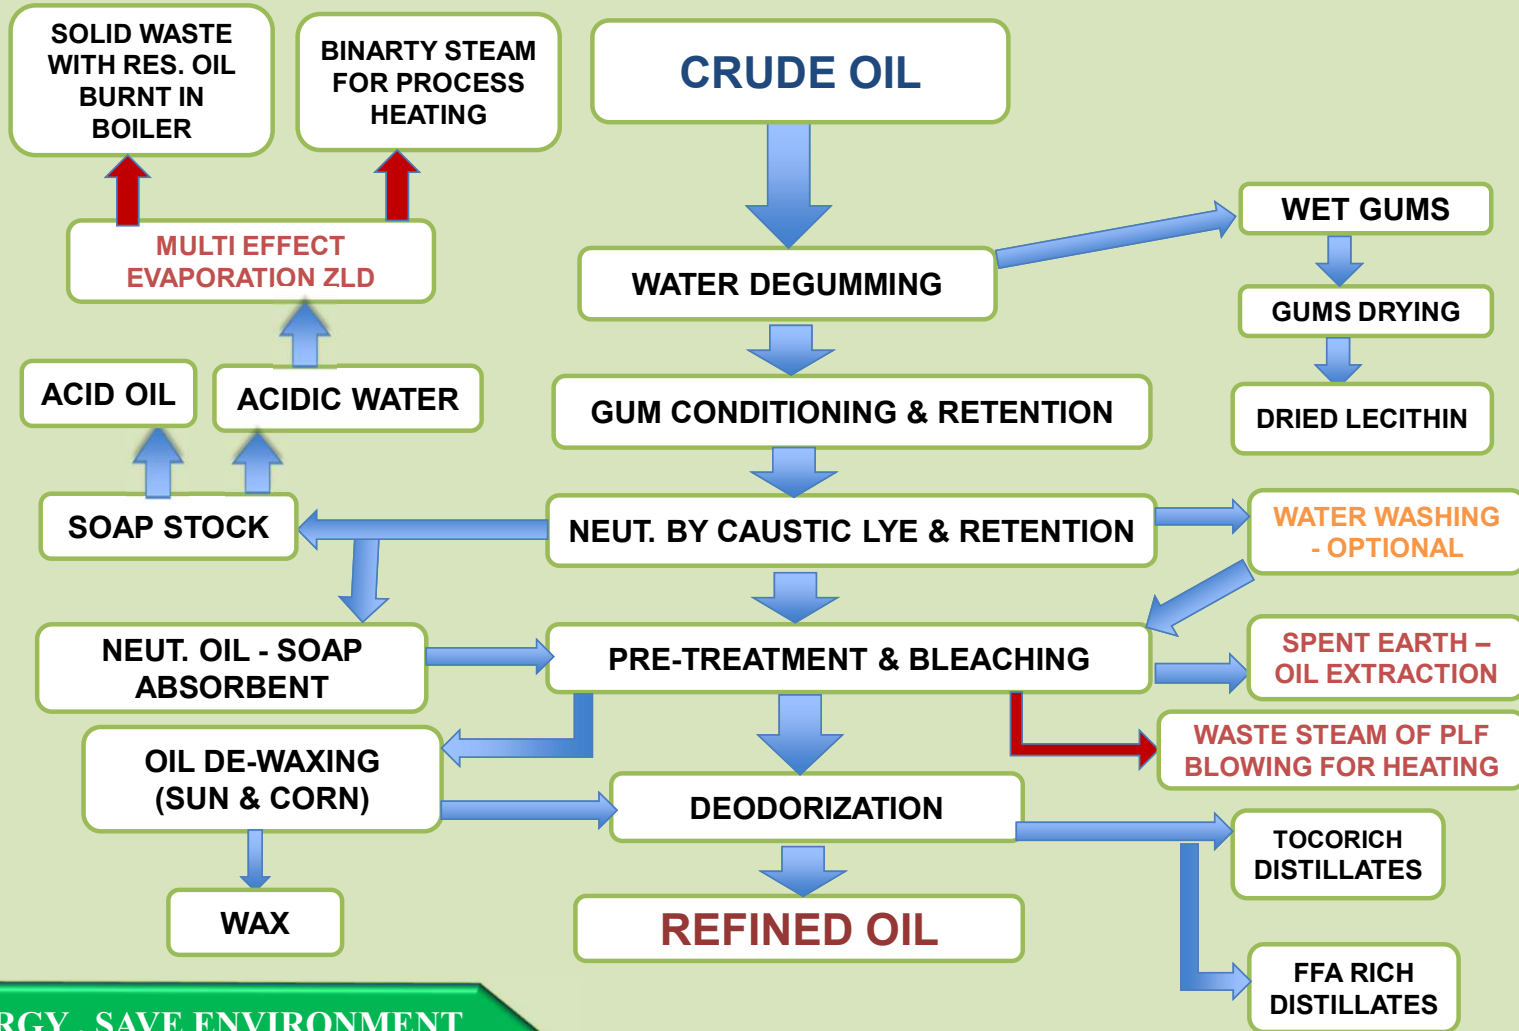 SOLID WASTE
WITH RES. OIL
BURNT IN
BOILER
BINARTY STEAM
FOR PROCESS
HEATING
CRUDE OIL
MULTI EFFECT
EVAPORATION ZLD
WATER DEGUMMING
WET GUMS
GUMS DRYING
DRIED LECITHIN
ACID OIL
ACIDIC WATER
GUM CONDITIONING & RETENTION
SOAP STOCK
NEUT. BY CAUSTIC LYE & RETENTION
WATER WASHING
- OPTIONAL
NEUT. OIL - SOAP
ABSORBENT
PRE-TREATMENT & BLEACHING
SPENT EARTH –
OIL EXTRACTION
WASTE STEAM OF PLF
BLOWING FOR HEATING
OIL DE-WAXING
(SUN & CORN)
DEODORIZATION
TOCORICH
DISTILLATES
WAX
REFINED OIL
FFA RICH
DISTILLATES
RGY , SAVE ENVIRONMENT